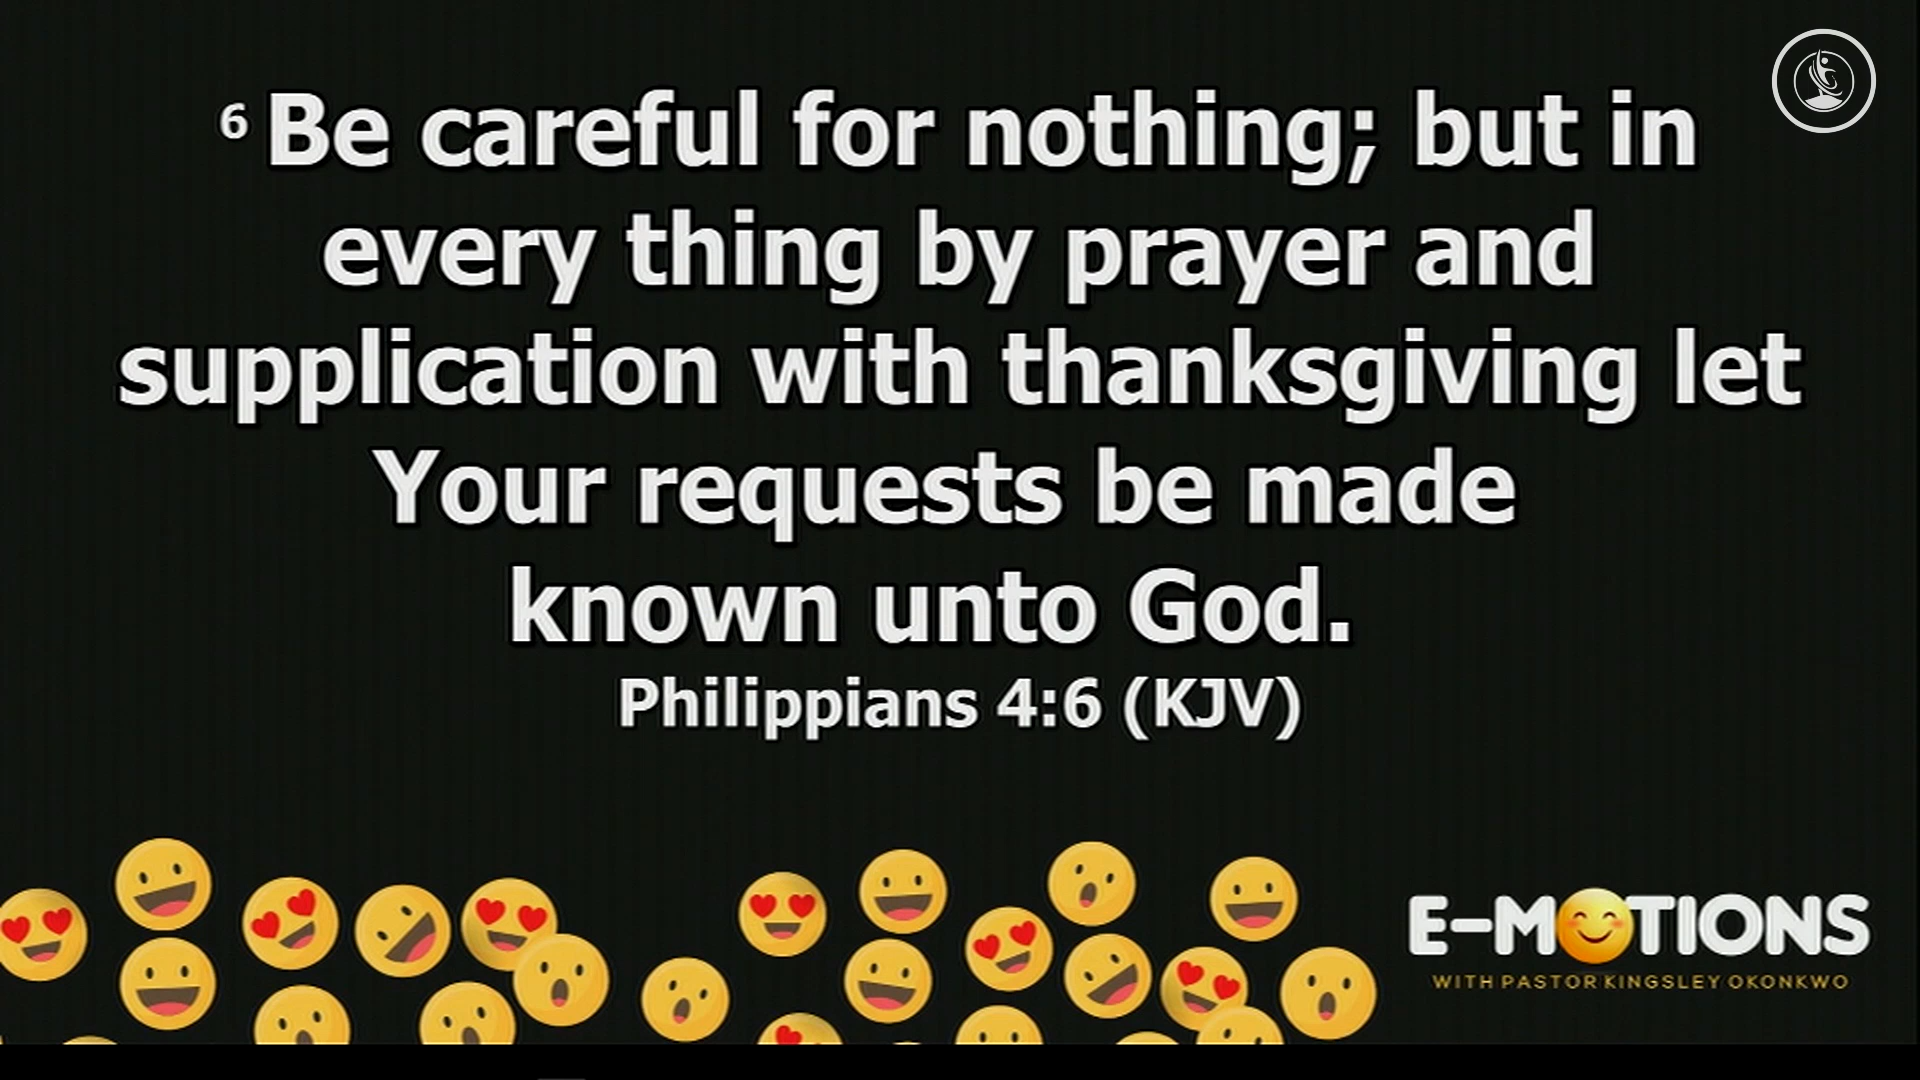 6 Be careful for nothing; but in
every thing by prayer and
supplication with thanksgiving let
Your requests be made
known unto God.
Philippians 4:6 (KJV)
E-MOTIONS
WITH PASTOR KINGSLEY OKONKWO